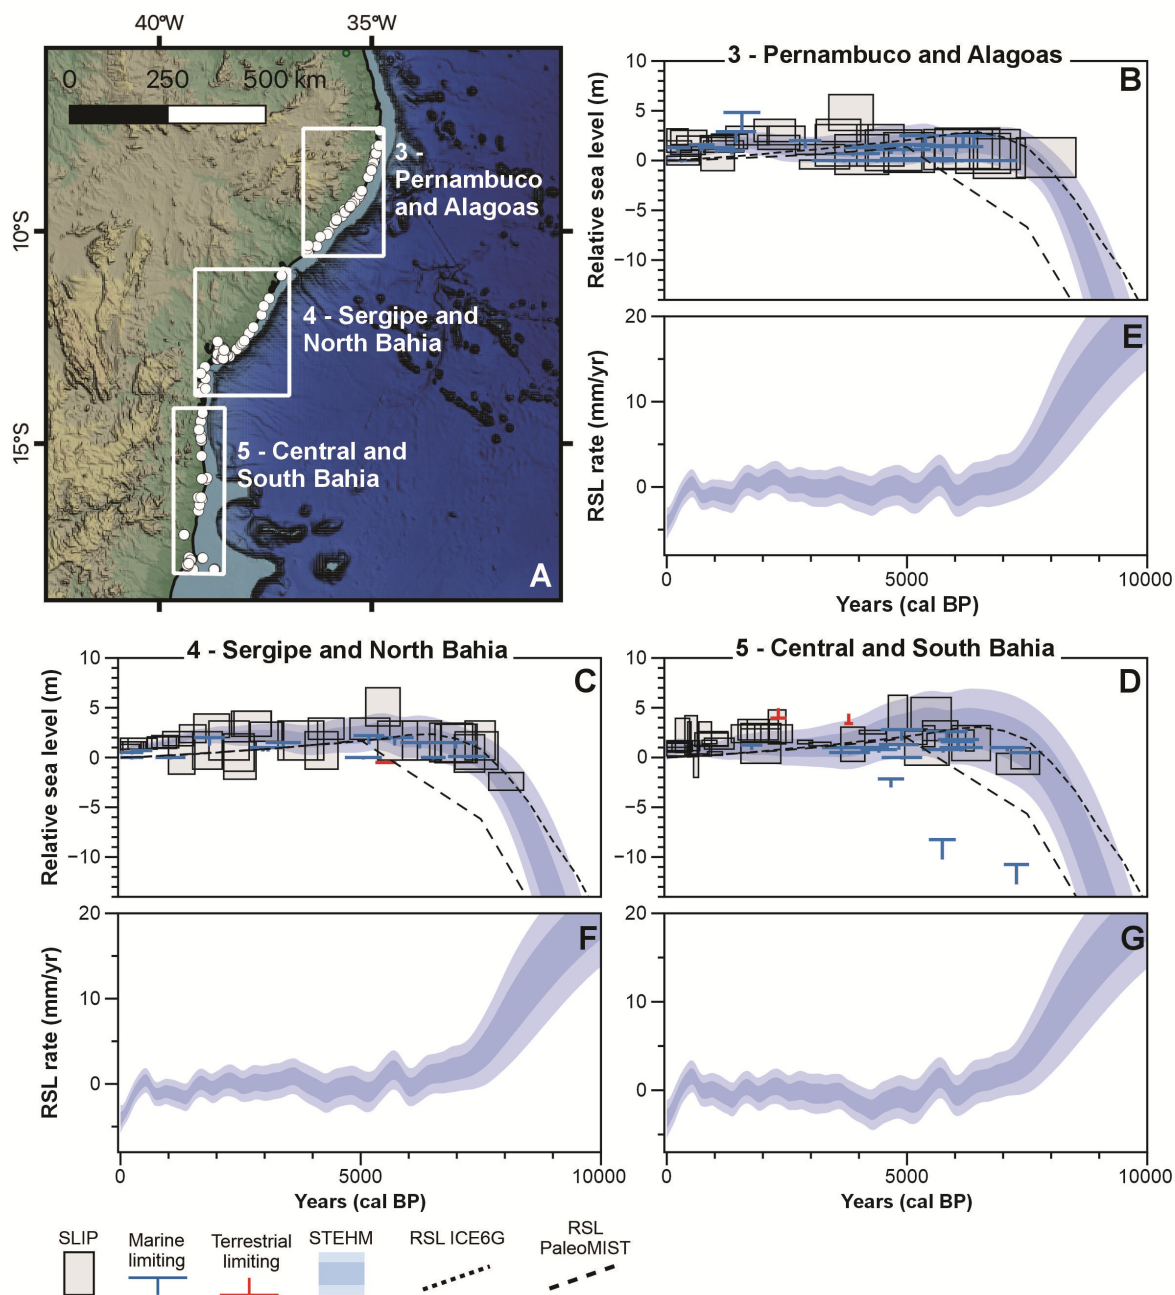 40°W 35°W
0 250 500 km
3 -
Pernambuco
and Alagoas
10°S
4 - Sergipe and
North Bahia
15°S
5 - Central and
South Bahia
A
3 - Pernambuco and Alagoas
B
Relative sea level (m)
10
5
0
−5
−10
E
RSL rate (mm/yr)
20
10
0
0 5000 10000
Years (cal BP)
4 - Sergipe and North Bahia
C
Relative sea level (m)
10
5
0
−5
−10
5 - Central and South Bahia
D
10
5
0
−5
−10
F
RSL rate (mm/yr)
20
10
0
0 5000 10000
Years (cal BP)
G
20
10
0
0 5000 10000
Years (cal BP)
SLIP
Marine
limiting
Terrestrial
limiting
STEHM
RSL ICE6G
RSL
PaleoMIST